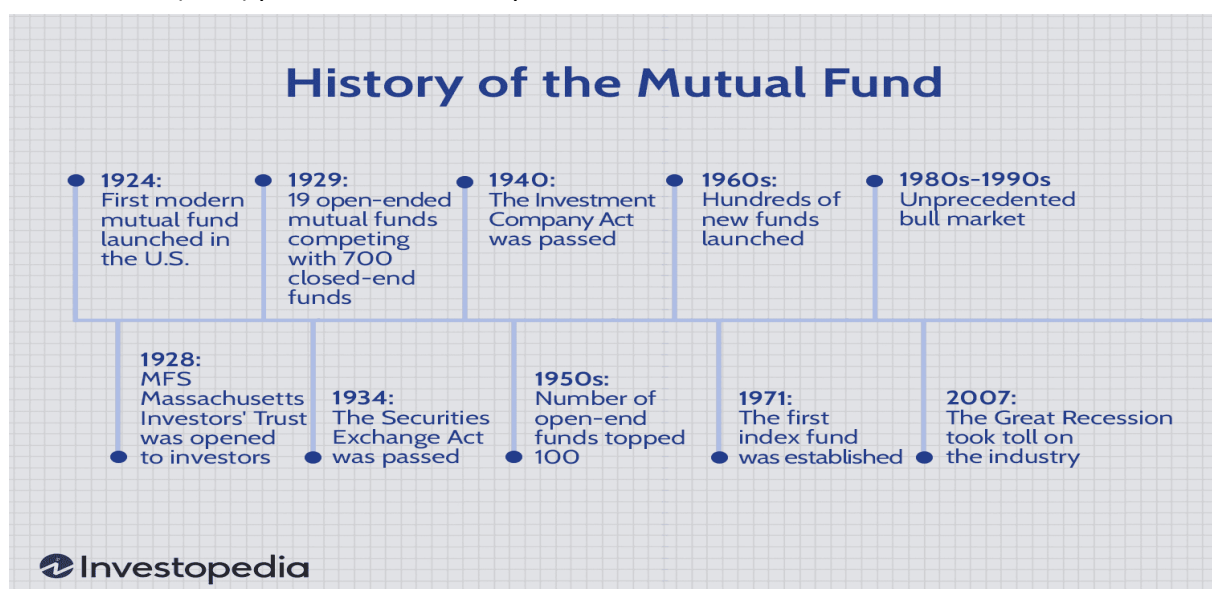 History of the Mutual Fund
1924:
First modern
mutual fund
launched in
the U.S.
1928:
MFS
Massachusetts
Investors' Trust
was opened
to investors
1929:
19 open-ended
mutual funds
competing
with 700
closed-end
funds
1934:
The Securities
Exchange Act
was passed
1940:
The Investment
Company Act
was passed
1950s:
Number of
open-end
funds topped
100
1960s:
Hundreds of
new funds
launched
1971:
The first
index fund
was established
1980s-1990s
Unprecedented
bull market
2007:
The Great Recession
took toll on
the industry
Investopedia